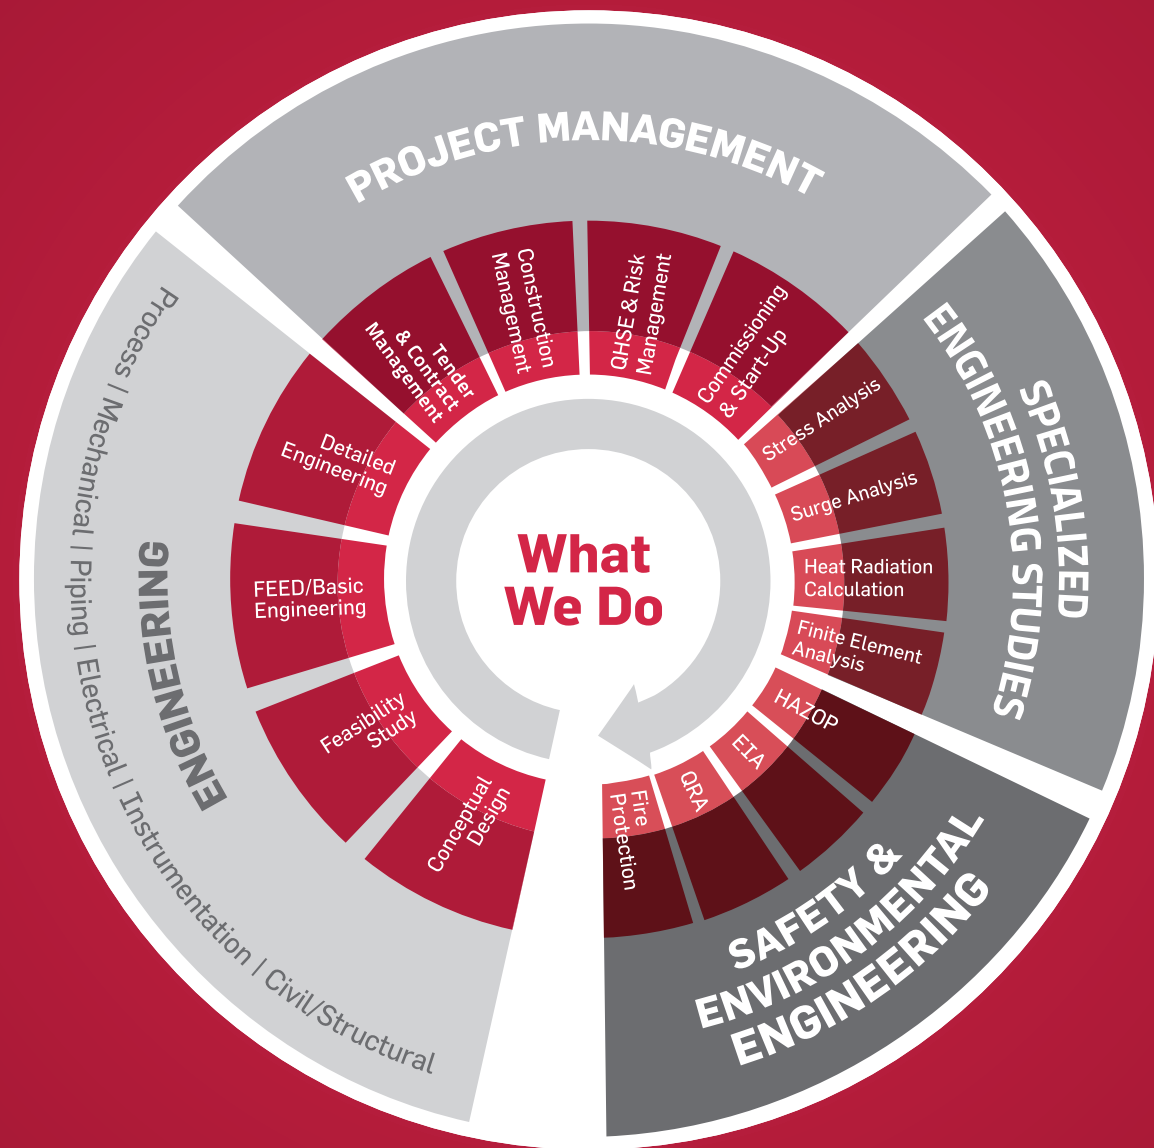 What
We Do
ENGINEERING
Process | Mechanical | Piping | Electrical | Instrumentation | Civil/Structural
Conceptual
Design
Feasibility
Study
FEED/Basic
Engineering
Detailed
Engineering
PROJECT MANAGEMENT
Tender
& Contract
Management
Construction
Management
QHSE & Risk
Management
Commissioning
& Start-Up
SPECIALIZED
ENGINEERING STUDIES
Stress Analysis
Surge Analysis
Heat Radiation
Calculation
Finite Element
Analysis
SAFETY &
ENVIRONMENTAL
ENGINEERING
HAZOP
EIA
QRA
Fire
Protection